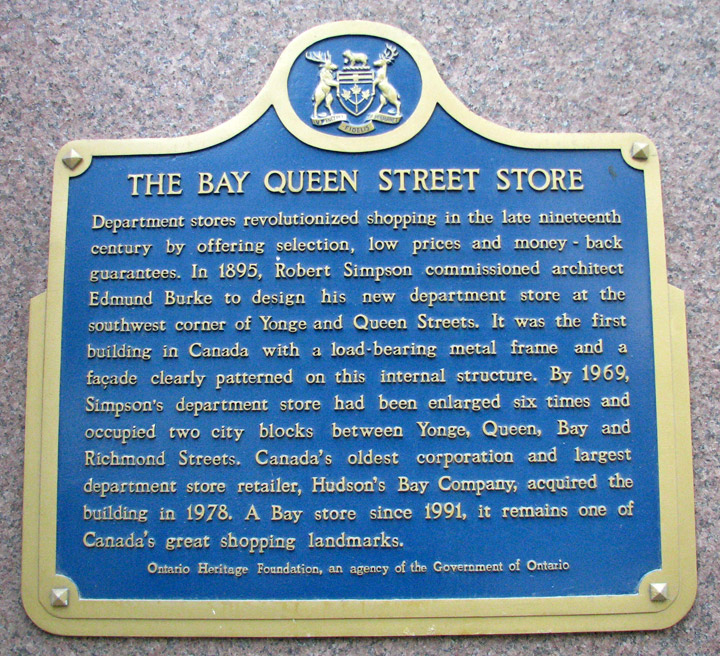 FIDELIS
THE BAY QUEEN STREET STORE
Department stores revolutionized shopping in the late nineteenth
century by offering selection, low prices and money-back
guarantees. In 1895, Robert Simpson commissioned architect
Edmund Burke to design his new department store at the
southwest corner of Yonge and Queen Streets. It was the first
building in Canada with a load-bearing metal frame and a
façade clearly patterned on this internal structure. By 1969,
Simpson's department store had been enlarged six times and
occupied two city blocks between Yonge, Queen, Bay and
Richmond Streets. Canada's oldest corporation and largest
department store retailer, Hudson's Bay Company, acquired the
building in 1978. A Bay store since 1991, it remains one of
Canada's great shopping landmarks.
Ontario Heritage Foundation, an agency of the Government of Ontario